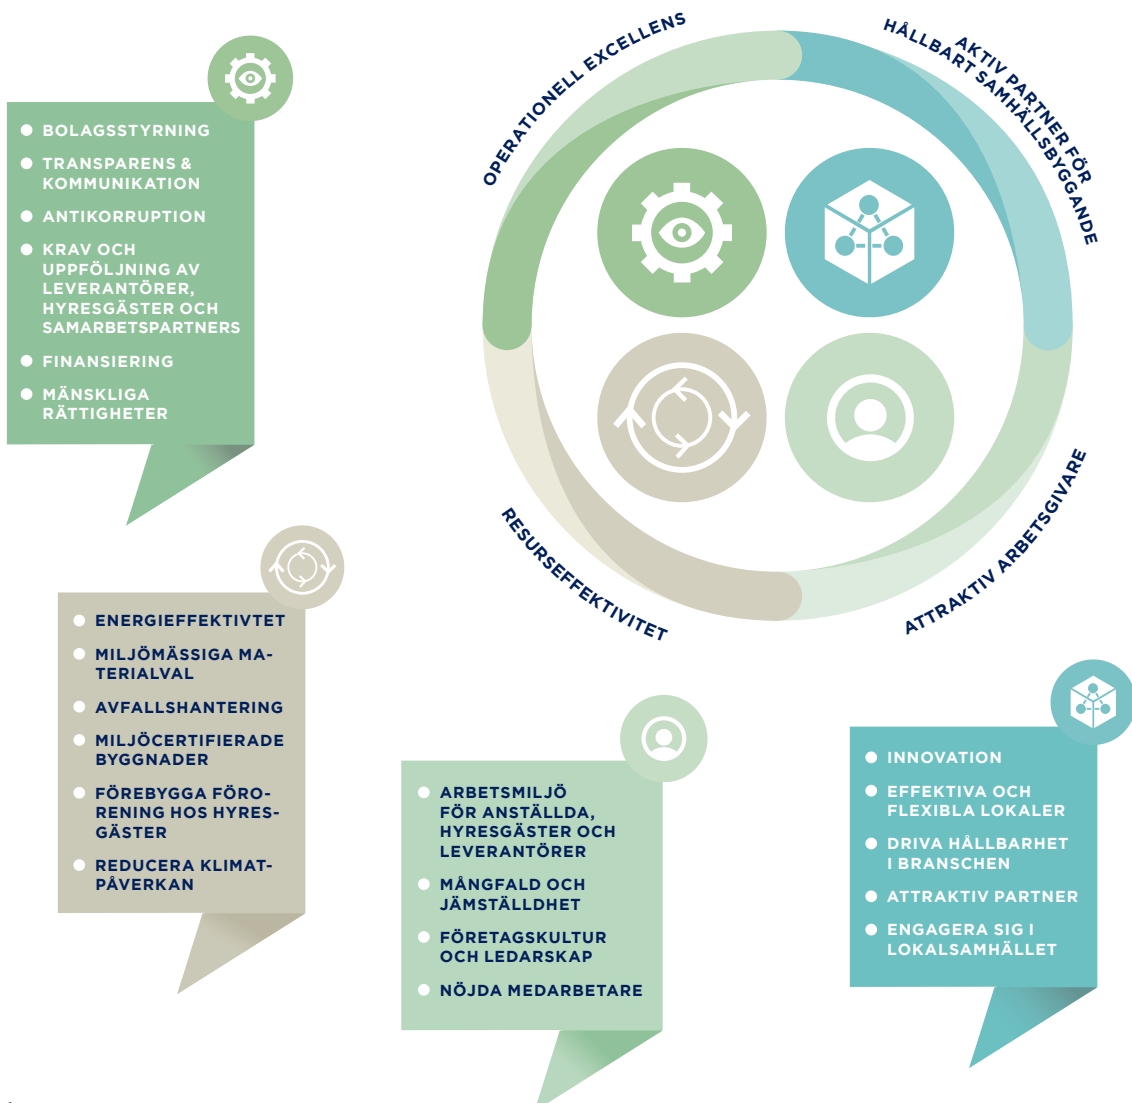 OPERATIONELL EXCELLENS
AKTIV PARTNER FÖR
HÅLLBART SAMHÄLLSBYGGANDE
BOLAGSSTYRNING
TRANSPARENS &
KOMMUNIKATION
ANTIKORRUPTION
KRAV OCH
UPPFÖLJNING AV
LEVERANTÖRER,
HYRESGÄSTER OCH
SAMARBETSPARTNERS
FINANSIERING
MÄNSKLIGA
RÄTTIGHETER
RESURSEFFEKTIVITET
ATTRAKTIV ARBETSGIVARE
ENERGIEFFEKTIVTET
MILJÖMÄSSIGA MA-
TERIALVAL
AVFALLSHANTERING
MILJÖCERTIFIERADE
BYGGNADER
FÖREBYGGA FÖRO-
RENING HOS HYRES-
GÄSTER
REDUCERA KLIMAT-
PÅVERKAN
ARBETSMILJÖ
FÖR ANSTÄLLDA,
HYRESGÄSTER OCH
LEVERANTÖRER
MÅNGFALD OCH
JÄMSTÄLLDHET
FÖRETAGSKULTUR
OCH LEDARSKAP
NÖJDA MEDARBETARE
INNOVATION
EFFEKTIVA OCH
FLEXIBLA LOKALER
DRIVA HÅLLBARHET
I BRANSCHEN
ATTRAKTIV PARTNER
ENGAGERA SIG I
LOKALSAMHÄLLET